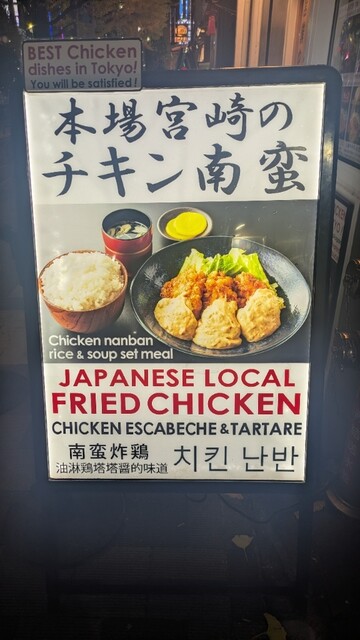 BEST Chicken
dishes in Tokyo!
You will be satisfied!
本場宮崎の
チキン南蛮
Chicken nanban
rice & soup set meal
JAPANESE LOCAL
FRIED CHICKEN
CHICKEN ESCABECHE & TARTARE
南蛮炸鶏
油淋鶏塔塔醤的味道
치킨 난반